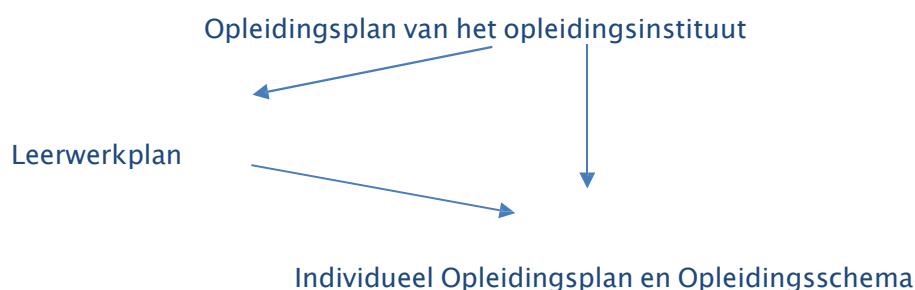 Opleidingsplan van het opleidingsinstituut
Leerwerkplan
Individueel Opleidingsplan en Opleidingsschema